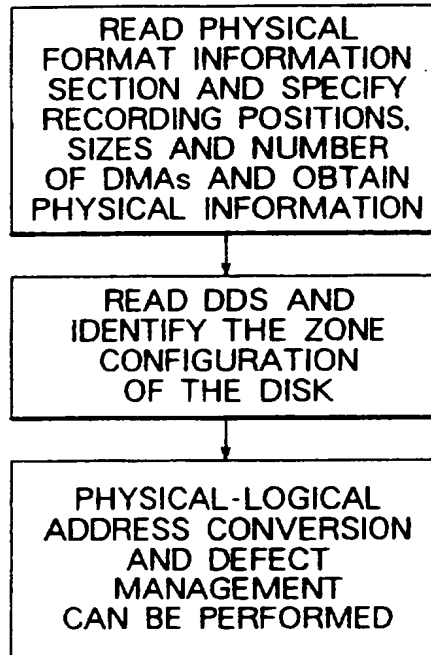 READ PHYSICAL
FORMAT INFORMATION
SECTION AND SPECIFY
RECORDING POSITIONS,
SIZES AND NUMBER
OF DMAs AND OBTAIN
PHYSICAL INFORMATION
READ DDS AND
IDENTIFY THE ZONE
CONFIGURATION
OF THE DISK
PHYSICAL-LOGICAL
ADDRESS CONVERSION
AND DEFECT
MANAGEMENT
CAN BE PERFORMED